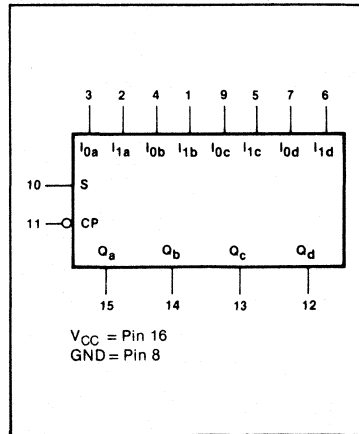 3 2 4 1 9 5 7 6
I0a I1a I0b I1b I0c I1c I0d I1d
10 S
11 CP
Qa Qb Qc Qd
15 14 13 12
VCC = Pin 16
GND = Pin 8